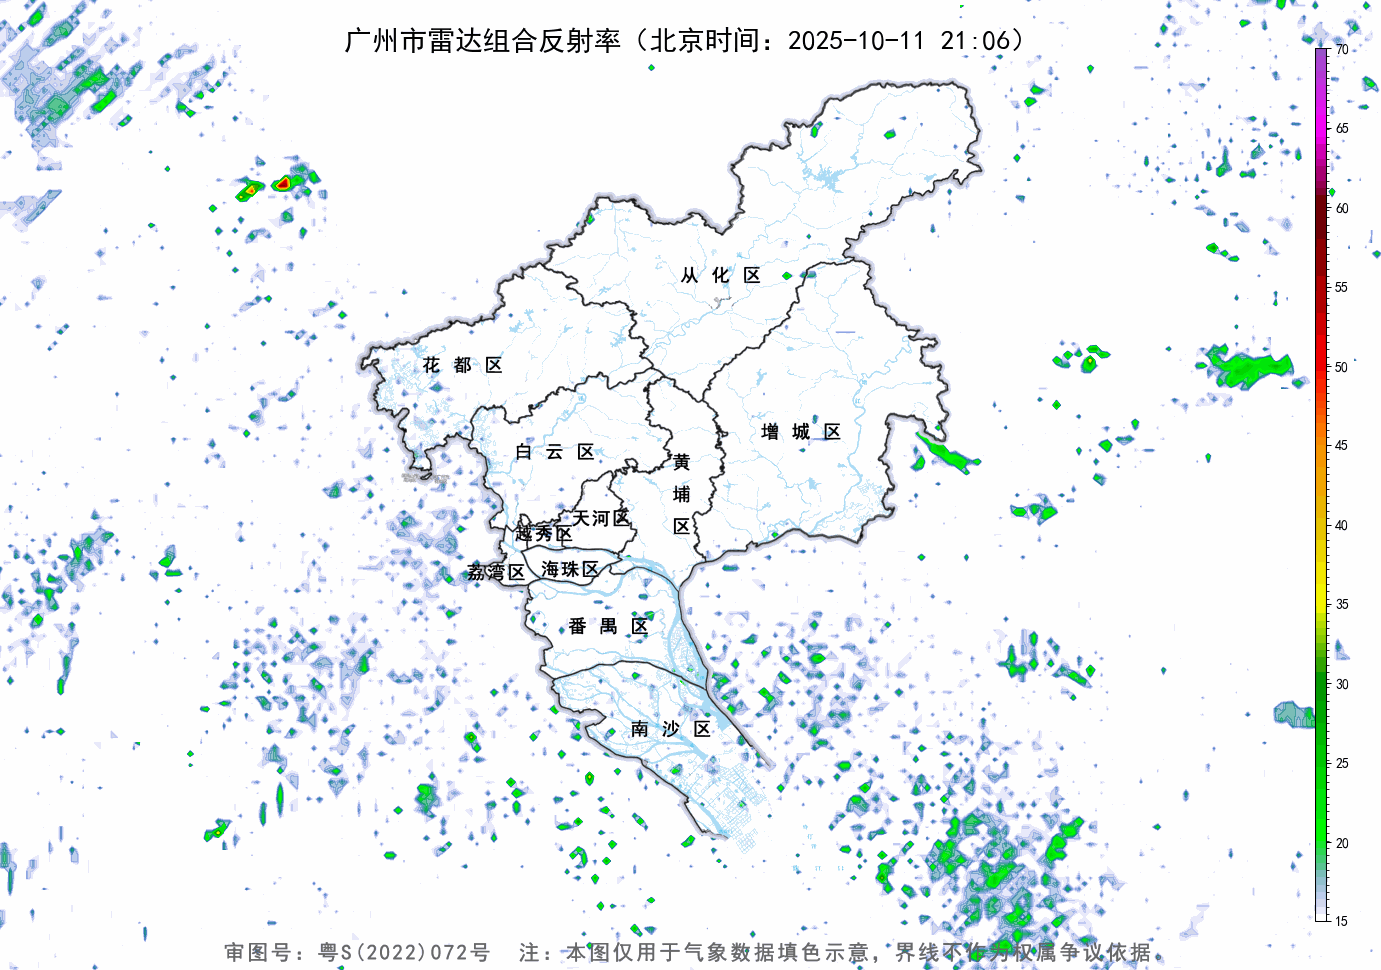 广州市雷达组合反射率（北京时间：2025-10-11 21:06）
70
65
60
55
50
45
40
35
30
25
20
15
从化区
花都区
增城区
白云区
黄埔区
天河区
越秀区
荔湾区
海珠区
番禺区
南沙区
审图号：粤S(2022)072号 注：本图仅用于气象数据填色示意，界线不作为权属争议依据。